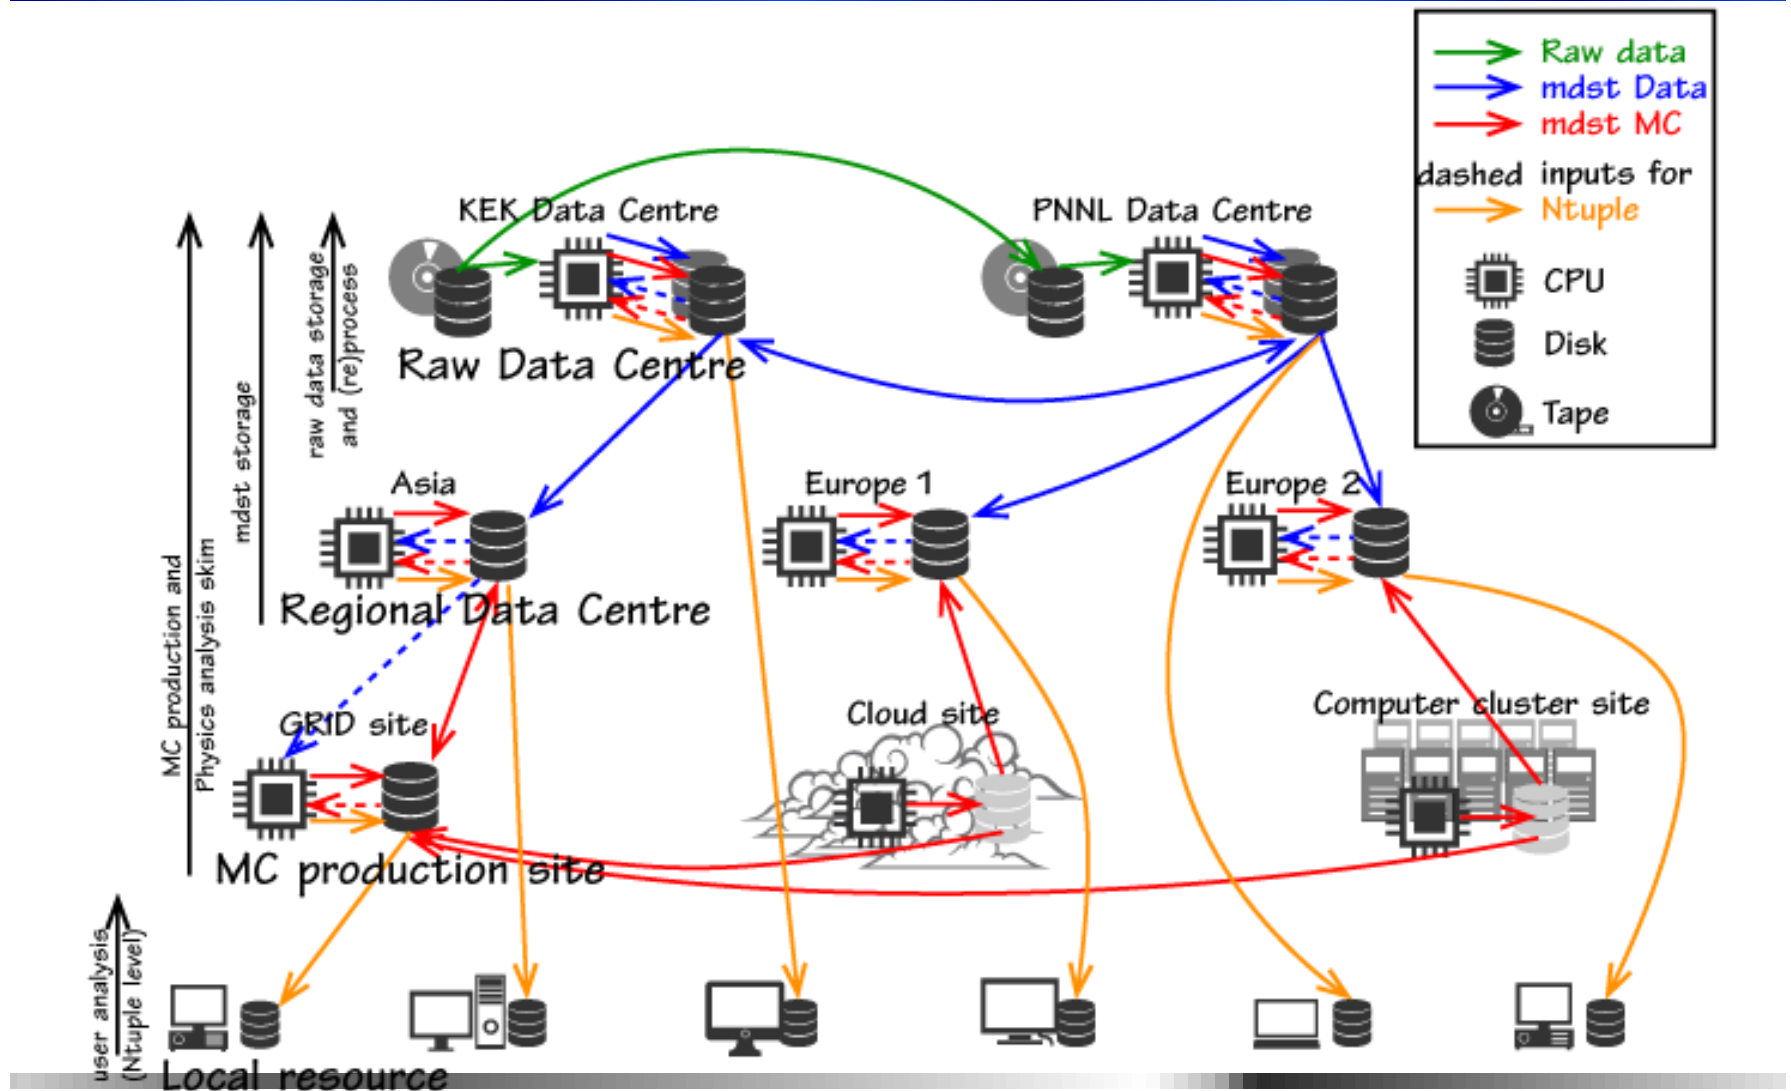 Raw data
mdst Data
mdst MC
dashed inputs for
Ntuple
CPU
Disk
Tape
KEK Data Centre
PNNL Data Centre
Raw Data Centre
raw data storage
and (re)process
mdst storage
MC production and
Physics analysis skim
Asia
Europe 1
Europe 2
Regional Data Centre
GRID site
Cloud site
Computer cluster site
MC production site
user analysis
(Ntuple level)
Local resource